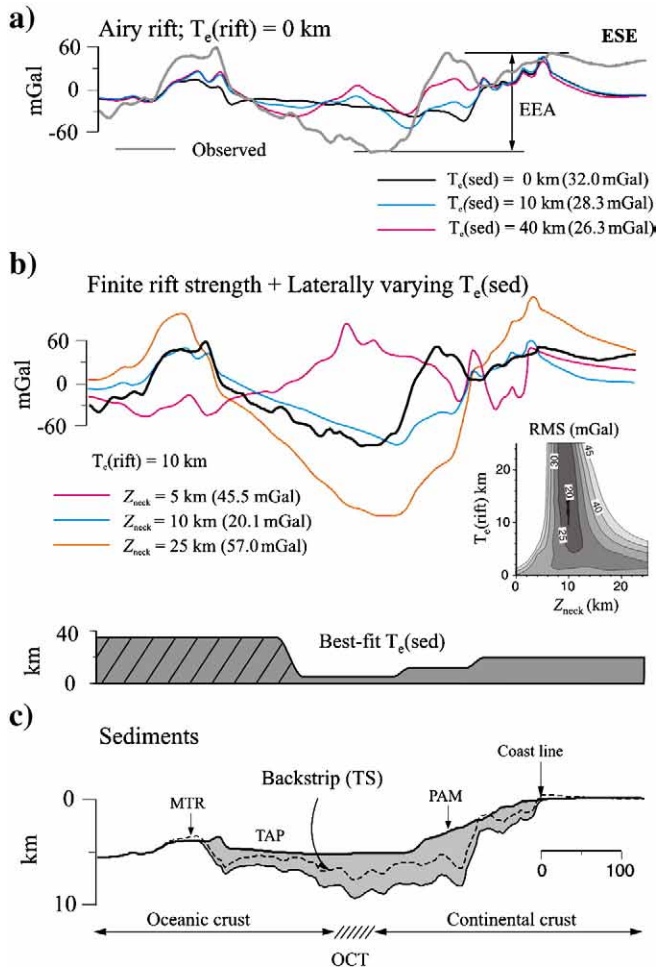 a)
Airy rift; Te(rift) = 0 km
ESE
60
0
-60
mGal
EEA
Observed
Te(sed) = 0 km (32.0 mGal)
Te(sed) = 10 km (28.3 mGal)
Te(sed) = 40 km (26.3 mGal)
b)
Finite rift strength + Laterally varying Te(sed)
60
0
-60
mGal
Te(rift) = 10 km
Zneck = 5 km (45.5 mGal)
Zneck = 10 km (20.1 mGal)
Zneck = 25 km (57.0 mGal)
RMS (mGal)
30
45
20
40
25
20
10
0
Te(rift) km
0 10 20
Zneck (km)
40
0
km
Best-fit Te(sed)
c)
Sediments
Coast line
Backstrip (TS)
MTR
TAP
PAM
0
10
km
0 100
Oceanic crust
Continental crust
OCT